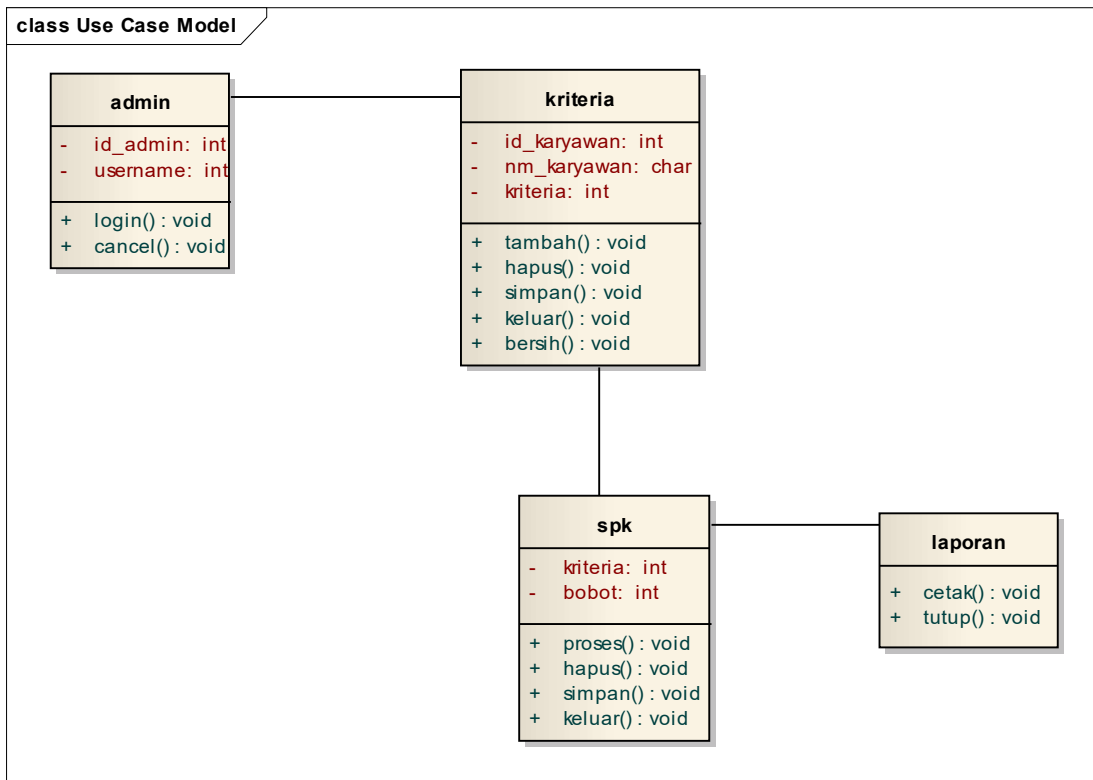 class Use Case Model
admin
- id_admin: int
- username: int
+ login() : void
+ cancel() : void
kriteria
- id_karyawan: int
- nm_karyawan: char
- kriteria: int
+ tambah() : void
+ hapus() : void
+ simpan() : void
+ keluar() : void
+ bersih() : void
spk
- kriteria: int
- bobot: int
+ proses() : void
+ hapus() : void
+ simpan() : void
+ keluar() : void
laporan
+ cetak() : void
+ tutup() : void